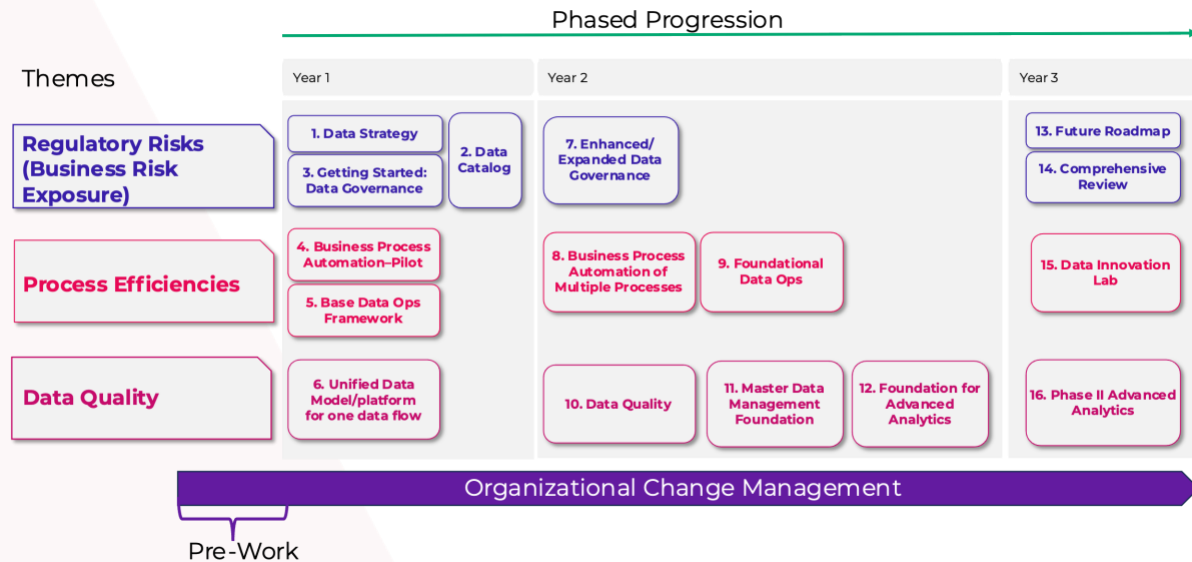 Phased Progression
Themes
Year 1
Year 2
Year 3
Regulatory Risks
(Business Risk
Exposure)
1. Data Strategy
3. Getting Started:
Data Governance
2. Data
Catalog
7. Enhanced/
Expanded Data
Governance
13. Future Roadmap
14. Comprehensive
Review
Process Efficiencies
4. Business Process
Automation–Pilot
5. Base Data Ops
Framework
8. Business Process
Automation of
Multiple Processes
9. Foundational
Data Ops
15. Data Innovation
Lab
Data Quality
6. Unified Data
Model/platform
for one data flow
10. Data Quality
11. Master Data
Management
Foundation
12. Foundation for
Advanced
Analytics
16. Phase II Advanced
Analytics
Organizational Change Management
Pre-Work